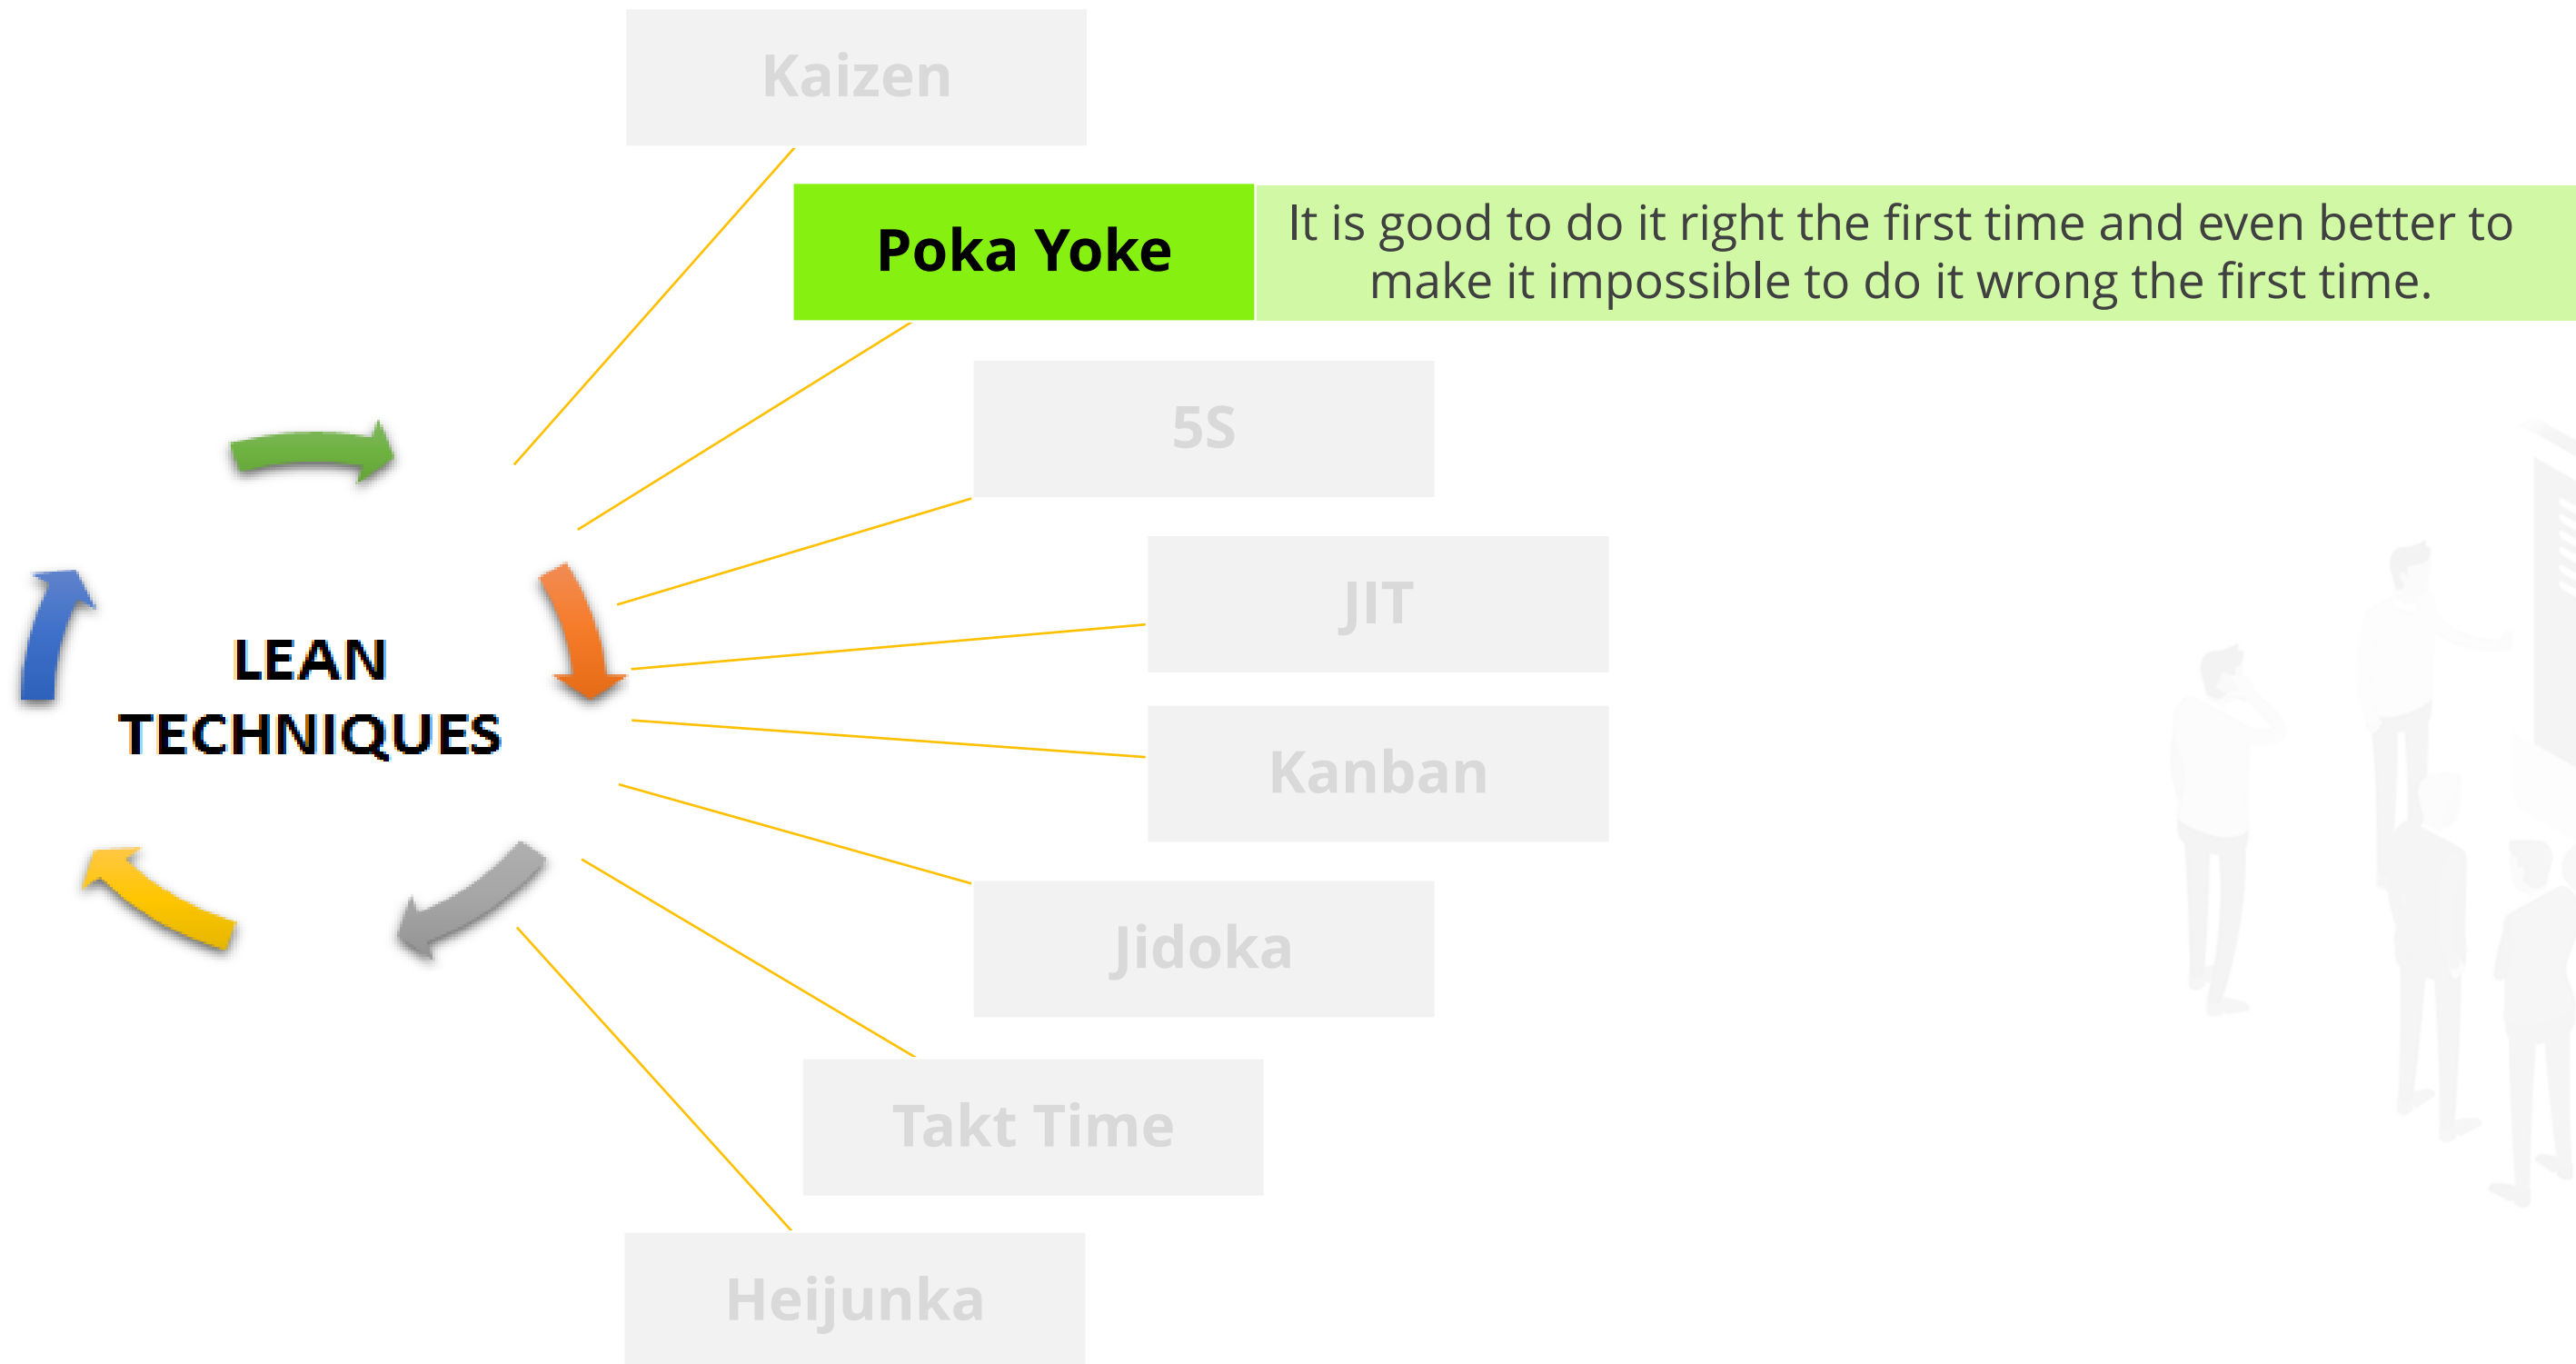 Kaizen
Poka Yoke
It is good to do it right the first time and even better to
make it impossible to do it wrong the first time.
5S
JIT
LEAN
TECHNIQUES
Kanban
Jidoka
Takt Time
Heijunka